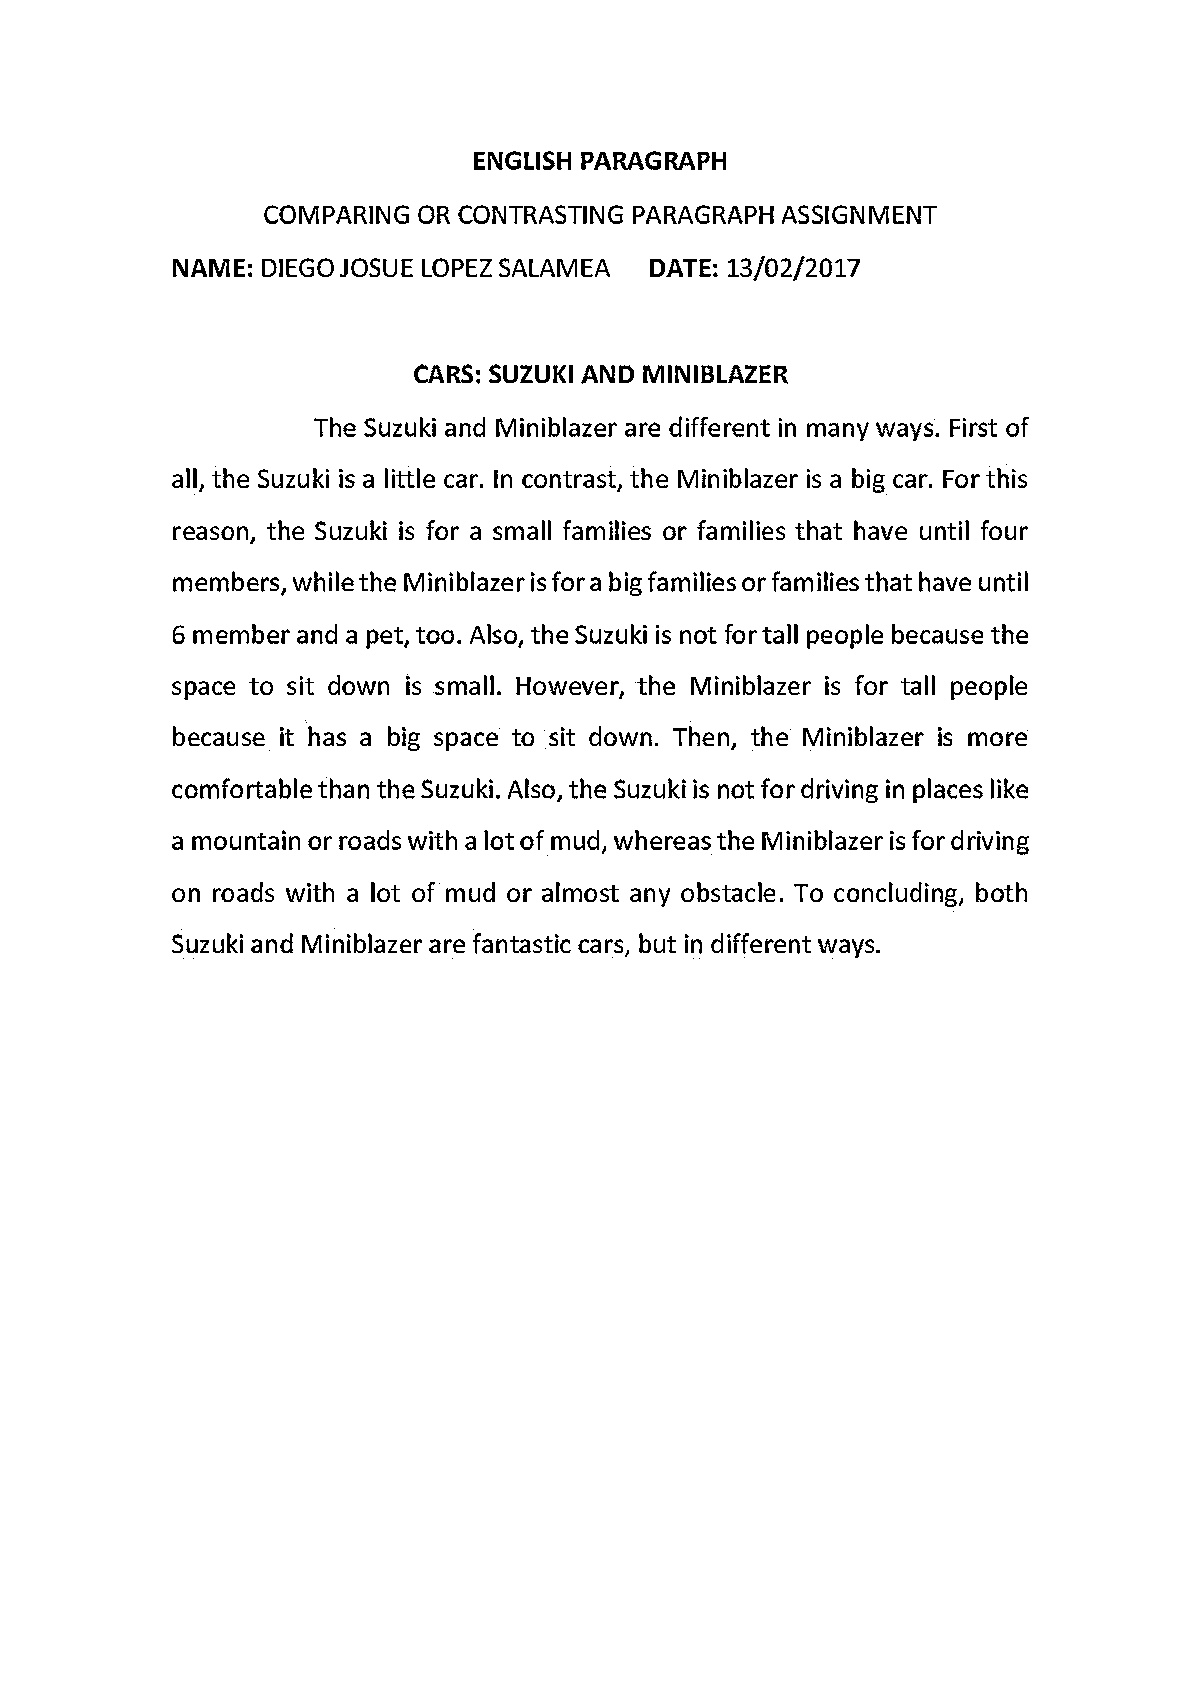 ENGLISH PARAGRAPH
COMPARING OR CONTRASTING PARAGRAPH ASSIGNMENT
NAME: DIEGO JOSUE LOPEZ SALAMEA DATE: 13/02/2017
CARS: SUZUKI AND MINIBLAZER
The Suzuki and Miniblazer are different in many ways. First of
all, the Suzuki is a little car. In contrast, the Miniblazer is a big car. For this
reason, the Suzuki is for a small families or families that have until four
members, while the Miniblazer is for a big families or families that have until
6 member and a pet, too. Also, the Suzuki is not for tall people because the
space to sit down is small. However, the Miniblazer is for tall people
because it has a big space to sit down. Then, the Miniblazer is more
comfortable than the Suzuki. Also, the Suzuki is not for driving in places like
a mountain or roads with a lot of mud, whereas the Miniblazer is for driving
on roads with a lot of mud or almost any obstacle. To concluding, both
Suzuki and Miniblazer are fantastic cars, but in different ways.